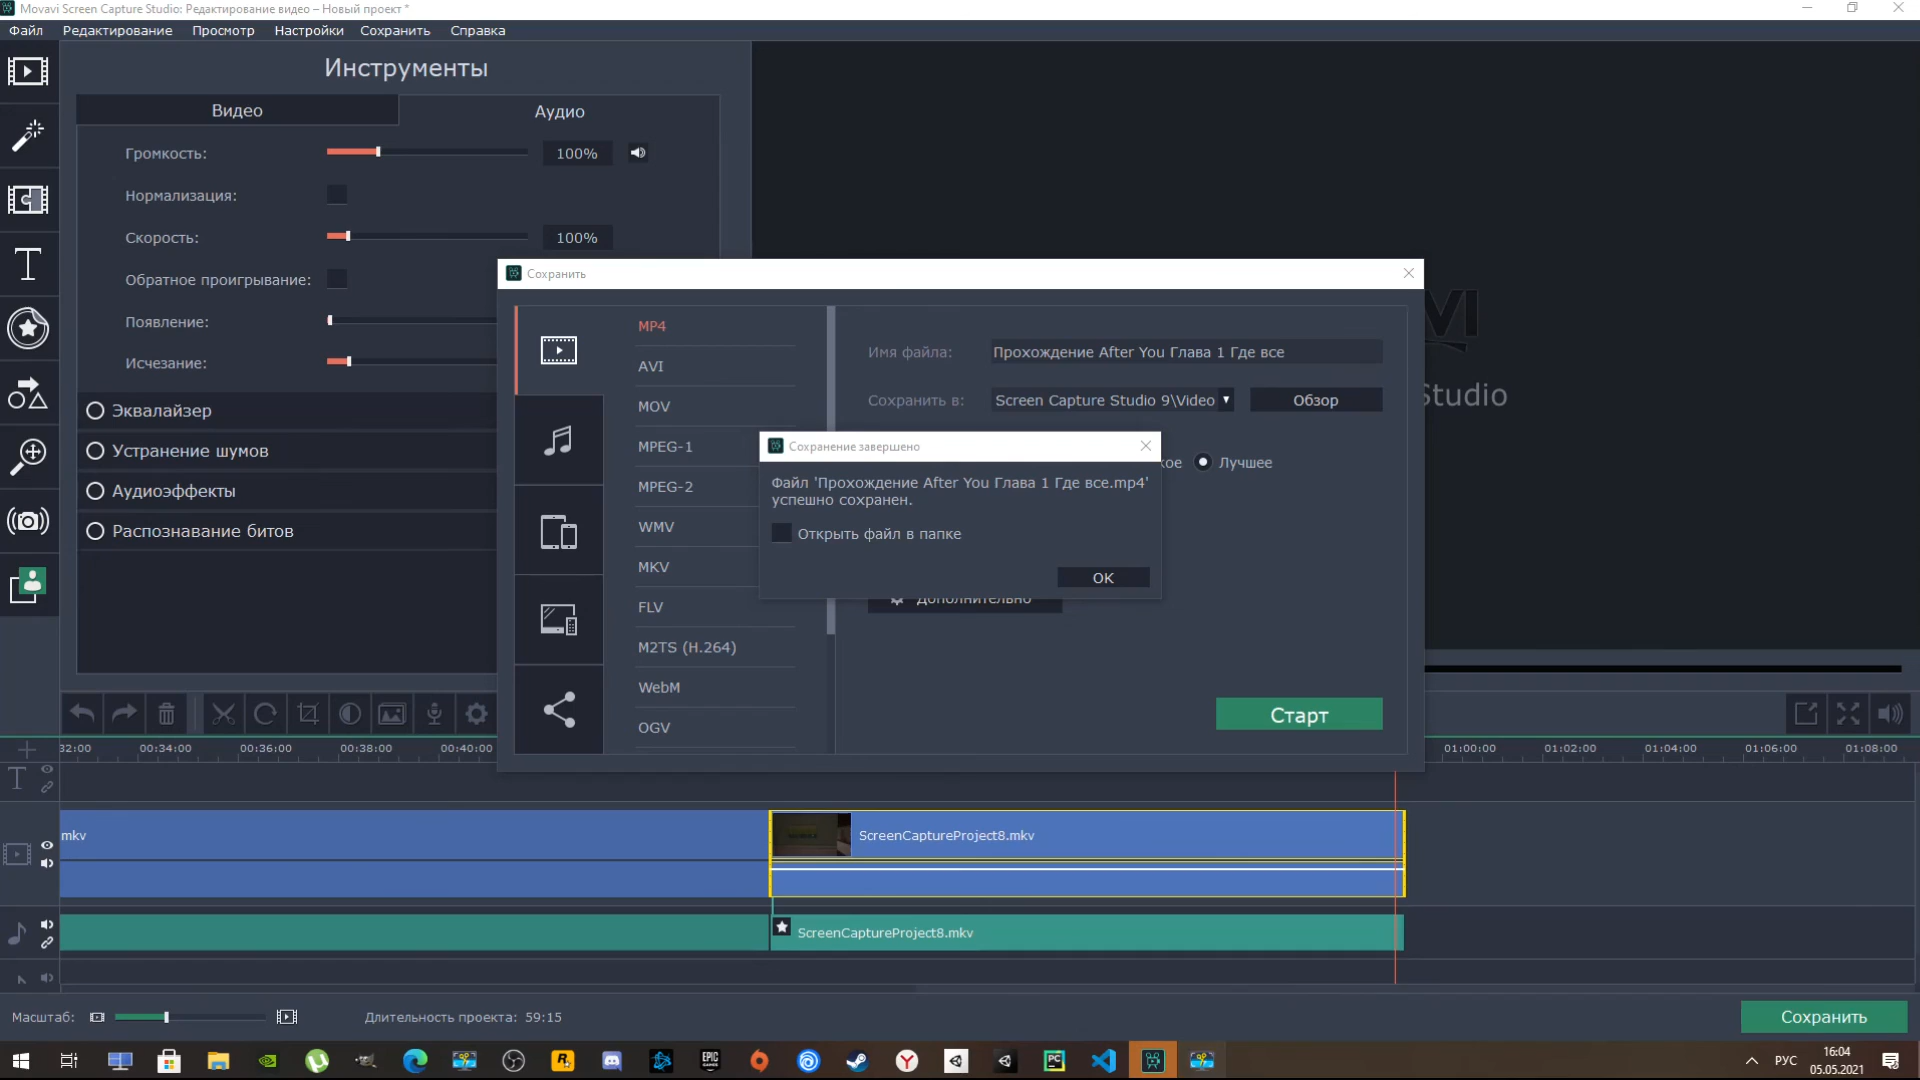 Movavi Screen Capture Studio: Редактирование видео – Новый проект *
Файл Редактирование Просмотр Настройки Сохранить Справка
Инструменты
Видео
Аудио
Громкость:
100%
Нормализация:
Скорость:
100%
Обратное проигрывание:
Появление:
Исчезание:
Эквалайзер
Устранение шумов
Аудиоэффекты
Распознавание битов
Сохранить
MP4
AVI
MOV
MPEG-1
MPEG-2
WMV
MKV
FLV
M2TS (H.264)
WebM
OGV
Имя файла:
Прохождение After You Глава 1 Где все
Сохранить в:
Screen Capture Studio 9\Video
Обзор
кое
Лучшее
Дополнительно
Старт
Сохранение завершено
Файл 'Прохождение After You Глава 1 Где все.mp4'
успешно сохранен.
Открыть файл в папке
OK
VI
Studio
32:00 00:34:00 00:36:00 00:38:00 00:40:00 01:00:00 01:02:00 01:04:00 01:06:00 01:08:00
mkv
ScreenCaptureProject8.mkv
ScreenCaptureProject8.mkv
Масштаб:
Длительность проекта: 59:15
Сохранить
EPIC
GAMES
PC
РУС
16:04
05.05.2021